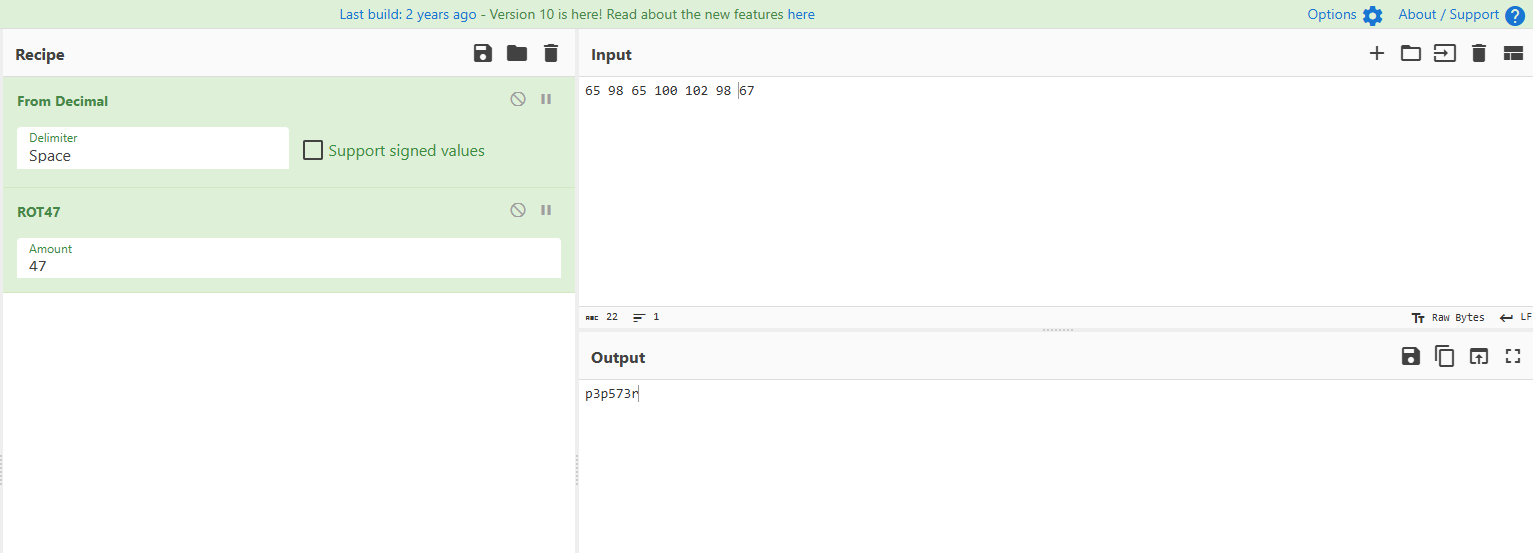 Last build: 2 years ago - Version 10 is here! Read about the new features here
Options
About / Support ?
Recipe
From Decimal
Delimiter
Space
Support signed values
ROT47
Amount
47
Input
65 98 65 100 102 98 67
ABC 22
1
Tт Raw Bytes
LF
Output
p3p573r